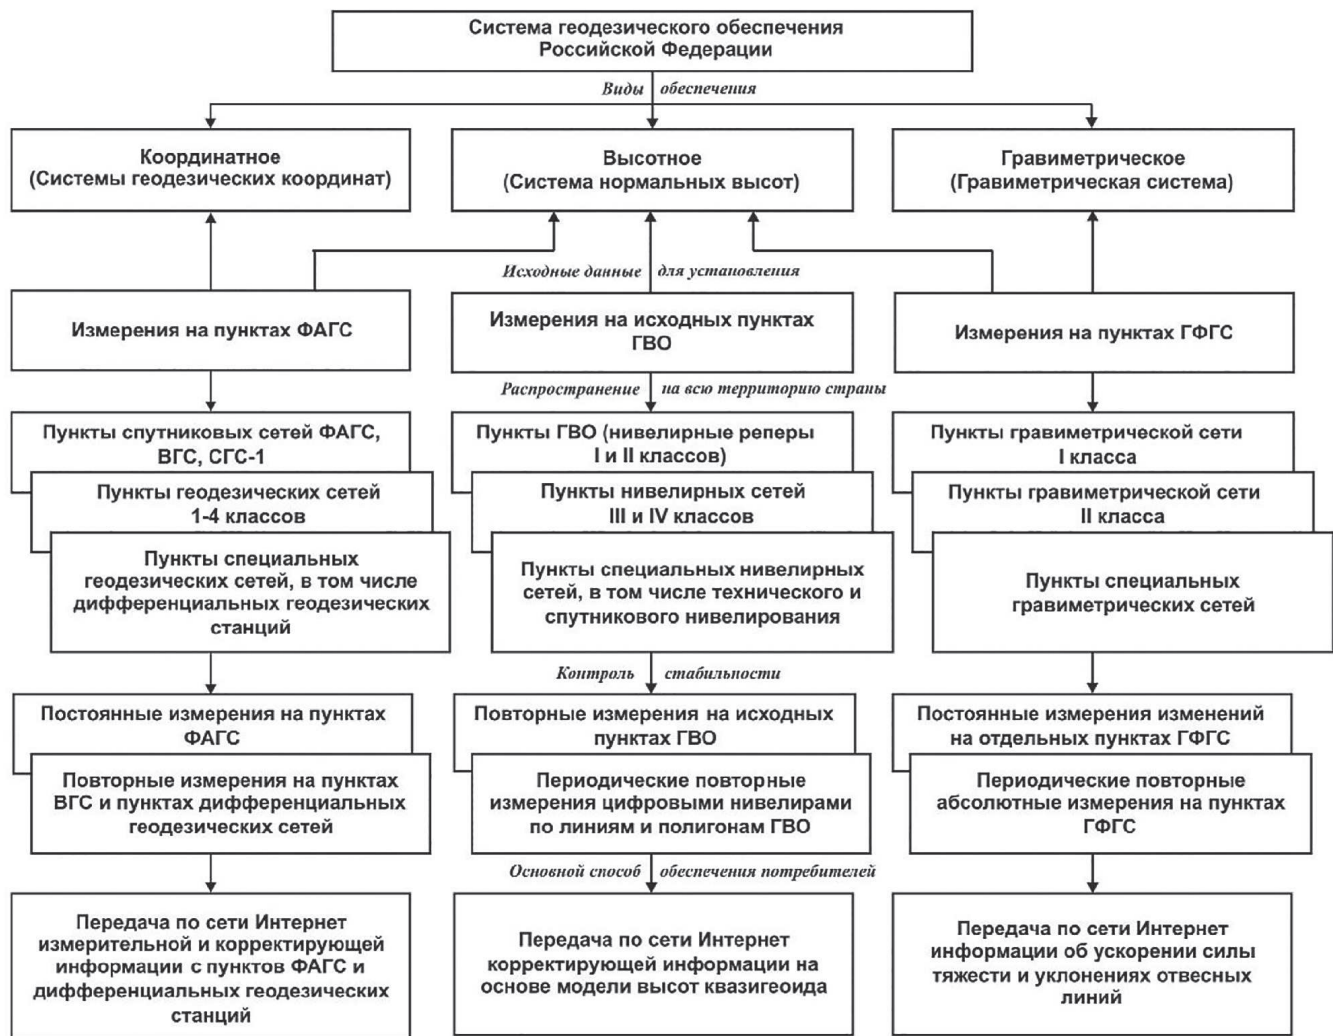 Система геодезического обеспечения
Российской Федерации
Виды обеспечения
Координатное
(Системы геодезических координат)
Высотное
(Система нормальных высот)
Гравиметрическое
(Гравиметрическая система)
Исходные данные для установления
Измерения на пунктах ФАГС
Измерения на исходных пунктах
ГВО
Измерения на пунктах ГФГС
Распространение на всю территорию страны
Пункты спутниковых сетей ФАГС,
ВГС, СГС-1
Пункты геодезических сетей
1-4 классов
Пункты специальных
геодезических сетей, в том числе
дифференциальных геодезических
станций
Пункты ГВО (нивелирные реперы
I и II классов)
Пункты нивелирных сетей
III и IV классов
Пункты специальных нивелирных
сетей, в том числе технического и
спутникового нивелирования
Пункты гравиметрической сети
I класса
Пункты гравиметрической сети
II класса
Пункты специальных
гравиметрических сетей
Контроль стабильности
Постоянные измерения на пунктах
ФАГС
Повторные измерения на пунктах
ВГС и пунктах дифференциальных
геодезических сетей
Повторные измерения на исходных
пунктах ГВО
Периодические повторные
измерения цифровыми нивелирами
по линиям и полигонам ГВО
Постоянные измерения изменений
на отдельных пунктах ГФГС
Периодические повторные
абсолютные измерения на пунктах
ГФГС
Основной способ обеспечения потребителей
Передача по сети Интернет
измерительной и корректирующей
информации с пунктов ФАГС и
дифференциальных геодезических
станций
Передача по сети Интернет
корректирующей информации на
основе модели высот квазигеоида
Передача по сети Интернет
информации об ускорении силы
тяжести и уклонениях отвесных
линий